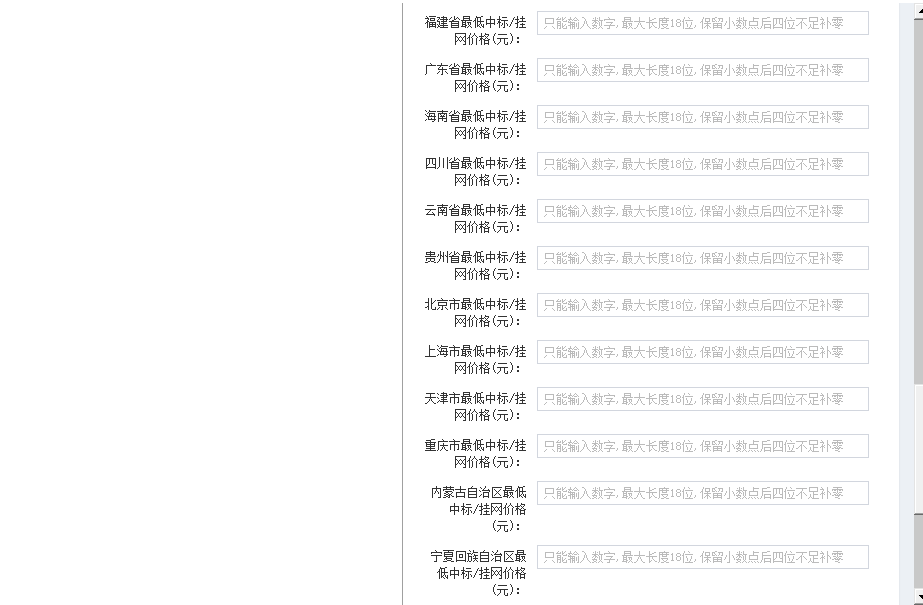 福建省最低中标/挂 只能输入数字, 最大长度18位, 保留小数点后四位不足补零
网价格(元):
广东省最低中标/挂 只能输入数字, 最大长度18位, 保留小数点后四位不足补零
网价格(元):
海南省最低中标/挂 只能输入数字, 最大长度18位, 保留小数点后四位不足补零
网价格(元):
四川省最低中标/挂 只能输入数字, 最大长度18位, 保留小数点后四位不足补零
网价格(元):
云南省最低中标/挂 只能输入数字, 最大长度18位, 保留小数点后四位不足补零
网价格(元):
贵州省最低中标/挂 只能输入数字, 最大长度18位, 保留小数点后四位不足补零
网价格(元):
北京市最低中标/挂 只能输入数字, 最大长度18位, 保留小数点后四位不足补零
网价格(元):
上海市最低中标/挂 只能输入数字, 最大长度18位, 保留小数点后四位不足补零
网价格(元):
天津市最低中标/挂 只能输入数字, 最大长度18位, 保留小数点后四位不足补零
网价格(元):
重庆市最低中标/挂 只能输入数字, 最大长度18位, 保留小数点后四位不足补零
网价格(元):
内蒙古自治区最低 只能输入数字, 最大长度18位, 保留小数点后四位不足补零
中标/挂网价格
(元):
宁夏回族自治区最 只能输入数字, 最大长度18位, 保留小数点后四位不足补零
低中标/挂网价格
(元):